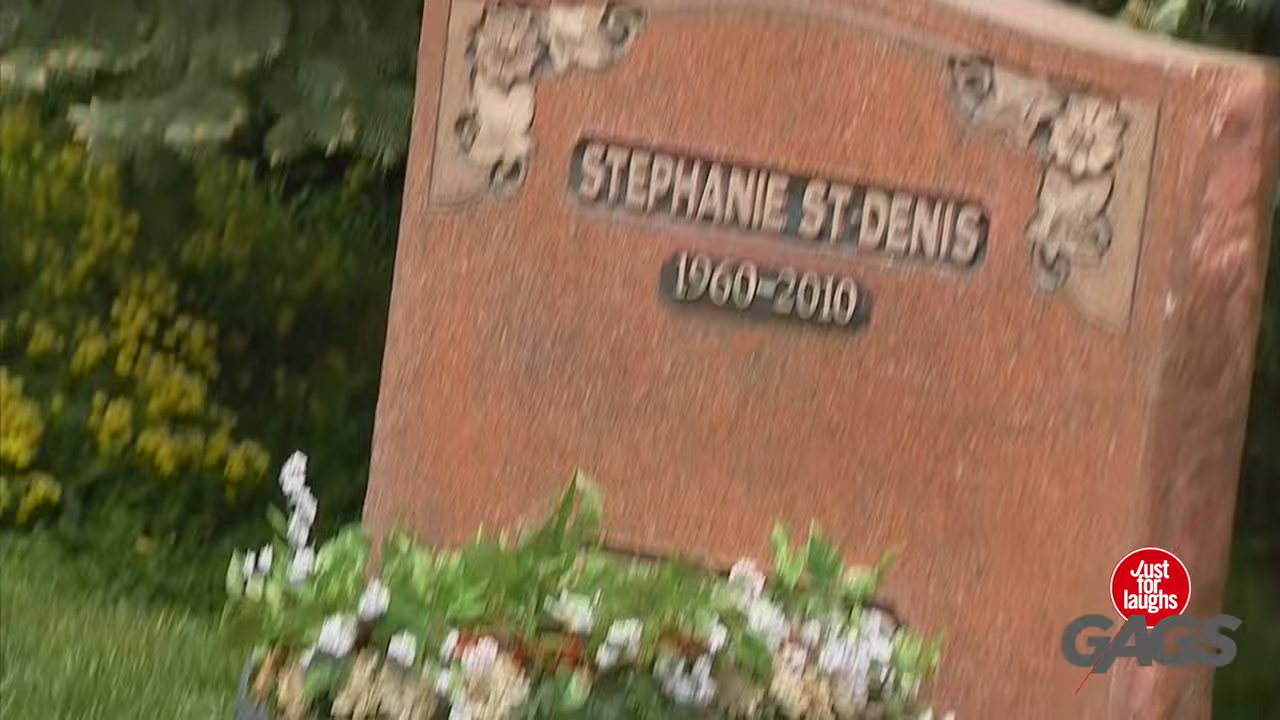 STEPHANIE ST-DENIS
1960-2010
Just
for
laughs
GAGS